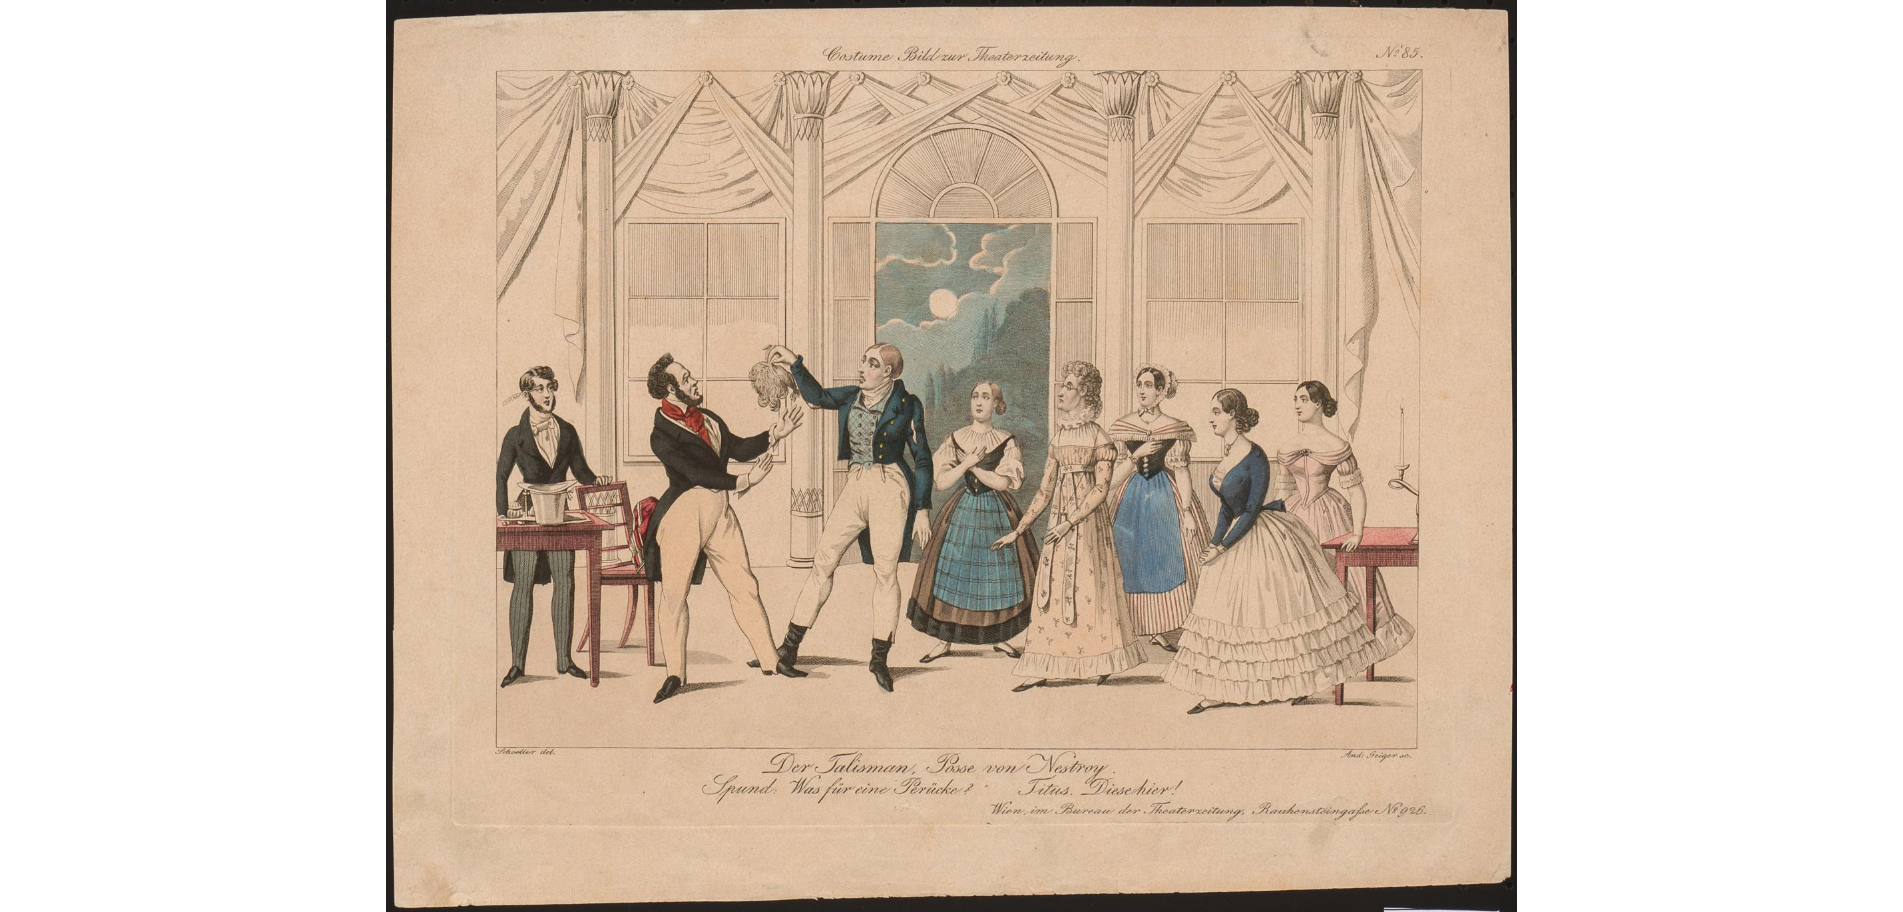 Costume Bild zur Theaterzeitung.
No 85.
Schoeller del.
And: Geiger sc.
Der Talisman, Posse von Nestroy.
Spund: Was für eine Perücke? Titus. Diese hier!
Wien, im Bureau der Theaterzeitung, Rauhensteingaſse No 926.